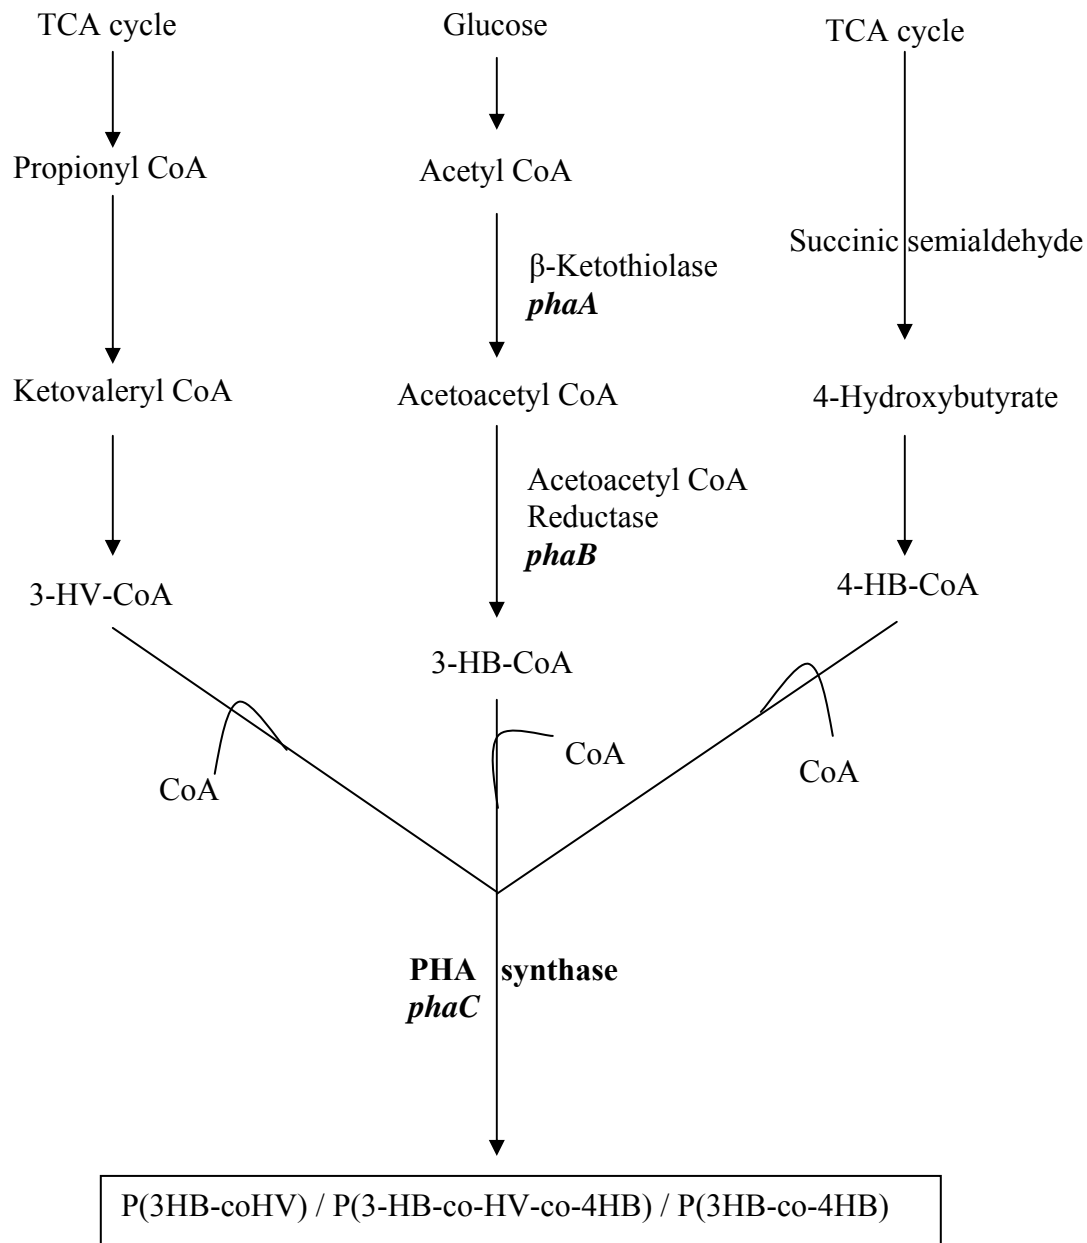 TCA cycle
Glucose
TCA cycle
Propionyl CoA
Acetyl CoA
Succinic semialdehyde
β-Ketothiolase
phaA
Ketovaleryl CoA
Acetoacetyl CoA
4-Hydroxybutyrate
Acetoacetyl CoA
Reductase
phaB
3-HV-CoA
4-HB-CoA
3-HB-CoA
CoA
CoA
CoA
PHA synthase
phaC
P(3HB-coHV) / P(3-HB-co-HV-co-4HB) / P(3HB-co-4HB)